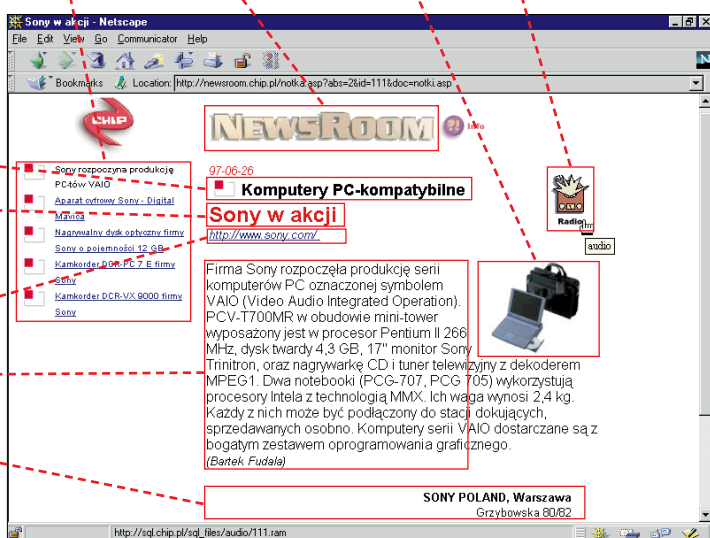 Sony w akcji - Netscape
File Edit View Go Communicator Help
Bookmarks Location: http://newsroom.chip.pl/notka.asp?abs=2&id=111&doc=notki.asp
CHIP
NEWSROOM Info
Sony rozpoczyna produkcję
PC-tów VAIO
Aparat cyfrowy Sony - Digital
Mavica
Nagrywalny dysk optyczny firmy
Sony o pojemności 12 GB
Kamkorder DCR-PC 7 E firmy
Sony
Kamkorder DCR-VX 9000 firmy
Sony
97-06-26
Komputery PC-kompatybilne
Sony w akcji
http://www.sony.com/
Radio
audio
Firma Sony rozpoczęła produkcję serii
komputerów PC oznaczonej symbolem
VAIO (Video Audio Integrated Operation).
PCV-T700MR w obudowie mini-tower
wyposażony jest w procesor Pentium II 266
MHz, dysk twardy 4,3 GB, 17" monitor Sony
Trinitron, oraz nagrywarkę CD i tuner telewizyjny z dekoderem
MPEG1. Dwa notebooki (PCG-707, PCG 705) wykorzystują
procesory Intela z technologią MMX. Ich waga wynosi 2,4 kg.
Każdy z nich może być podłączony do stacji dokujących,
sprzedawanych osobno. Komputery serii VAIO dostarczane są z
bogatym zestawem oprogramowania graficznego.
(Bartek Fudala)
SONY POLAND, Warszawa
Grzybowska 80/82
http://sql.chip.pl/sql_files/audio/111.ram